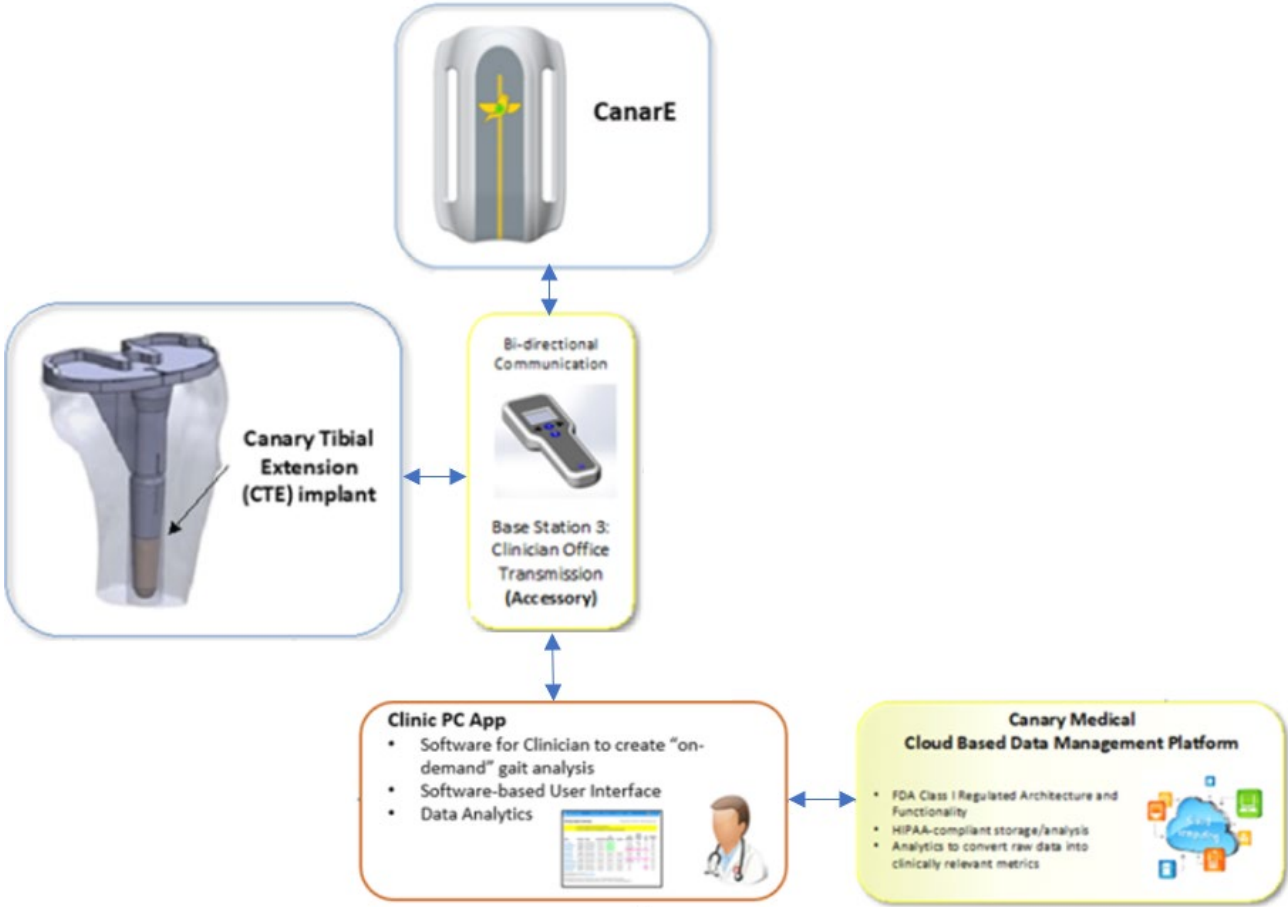 CanarE
Bi-directional
Communication
Canary Tibial
Extension
(CTE) implant
Base Station 3:
Clinician Office
Transmission
(Accessory)
Clinic PC App
• Software for Clinician to create “on-
demand” gait analysis
• Software-based User Interface
• Data Analytics
Canary Medical
Cloud Based Data Management Platform
• FDA Class I Regulated Architecture and
Functionality
• HIPAA-compliant storage/analysis
• Analytics to convert raw data into
clinically relevant metrics
computing